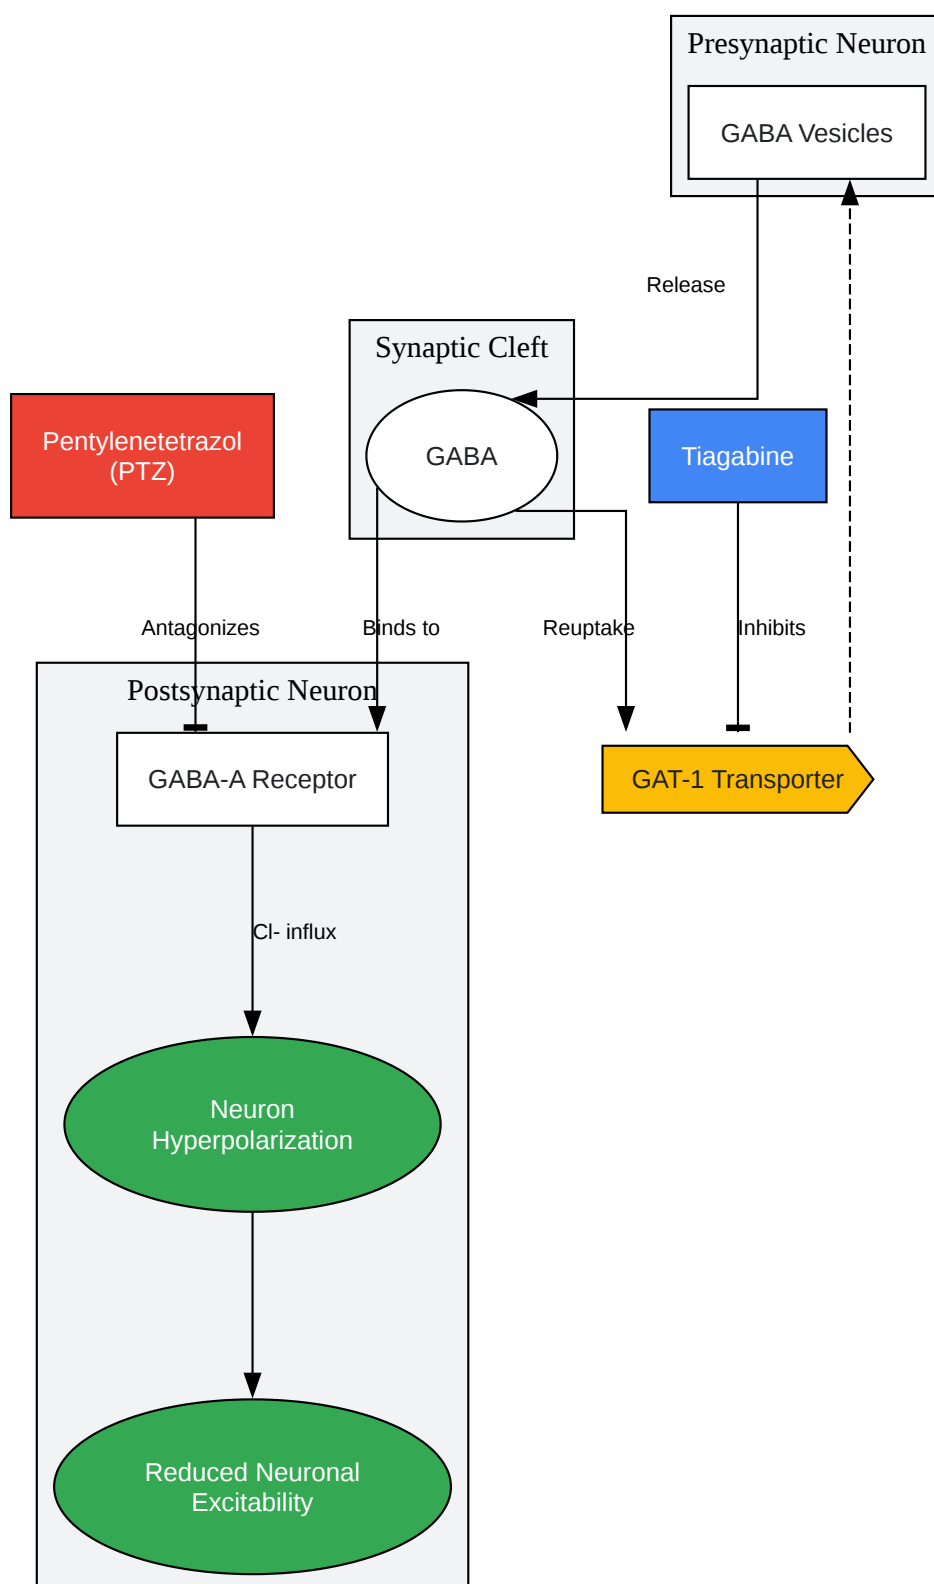 Presynaptic Neuron
GABA Vesicles
Release
Synaptic Cleft
GABA
Pentylenetetrazol
(PTZ)
Tiagabine
Antagonizes
Binds to
Reuptake
Inhibits
Postsynaptic Neuron
GABA-A Receptor
GAT-1 Transporter
Cl- influx
Neuron
Hyperpolarization
Reduced Neuronal
Excitability